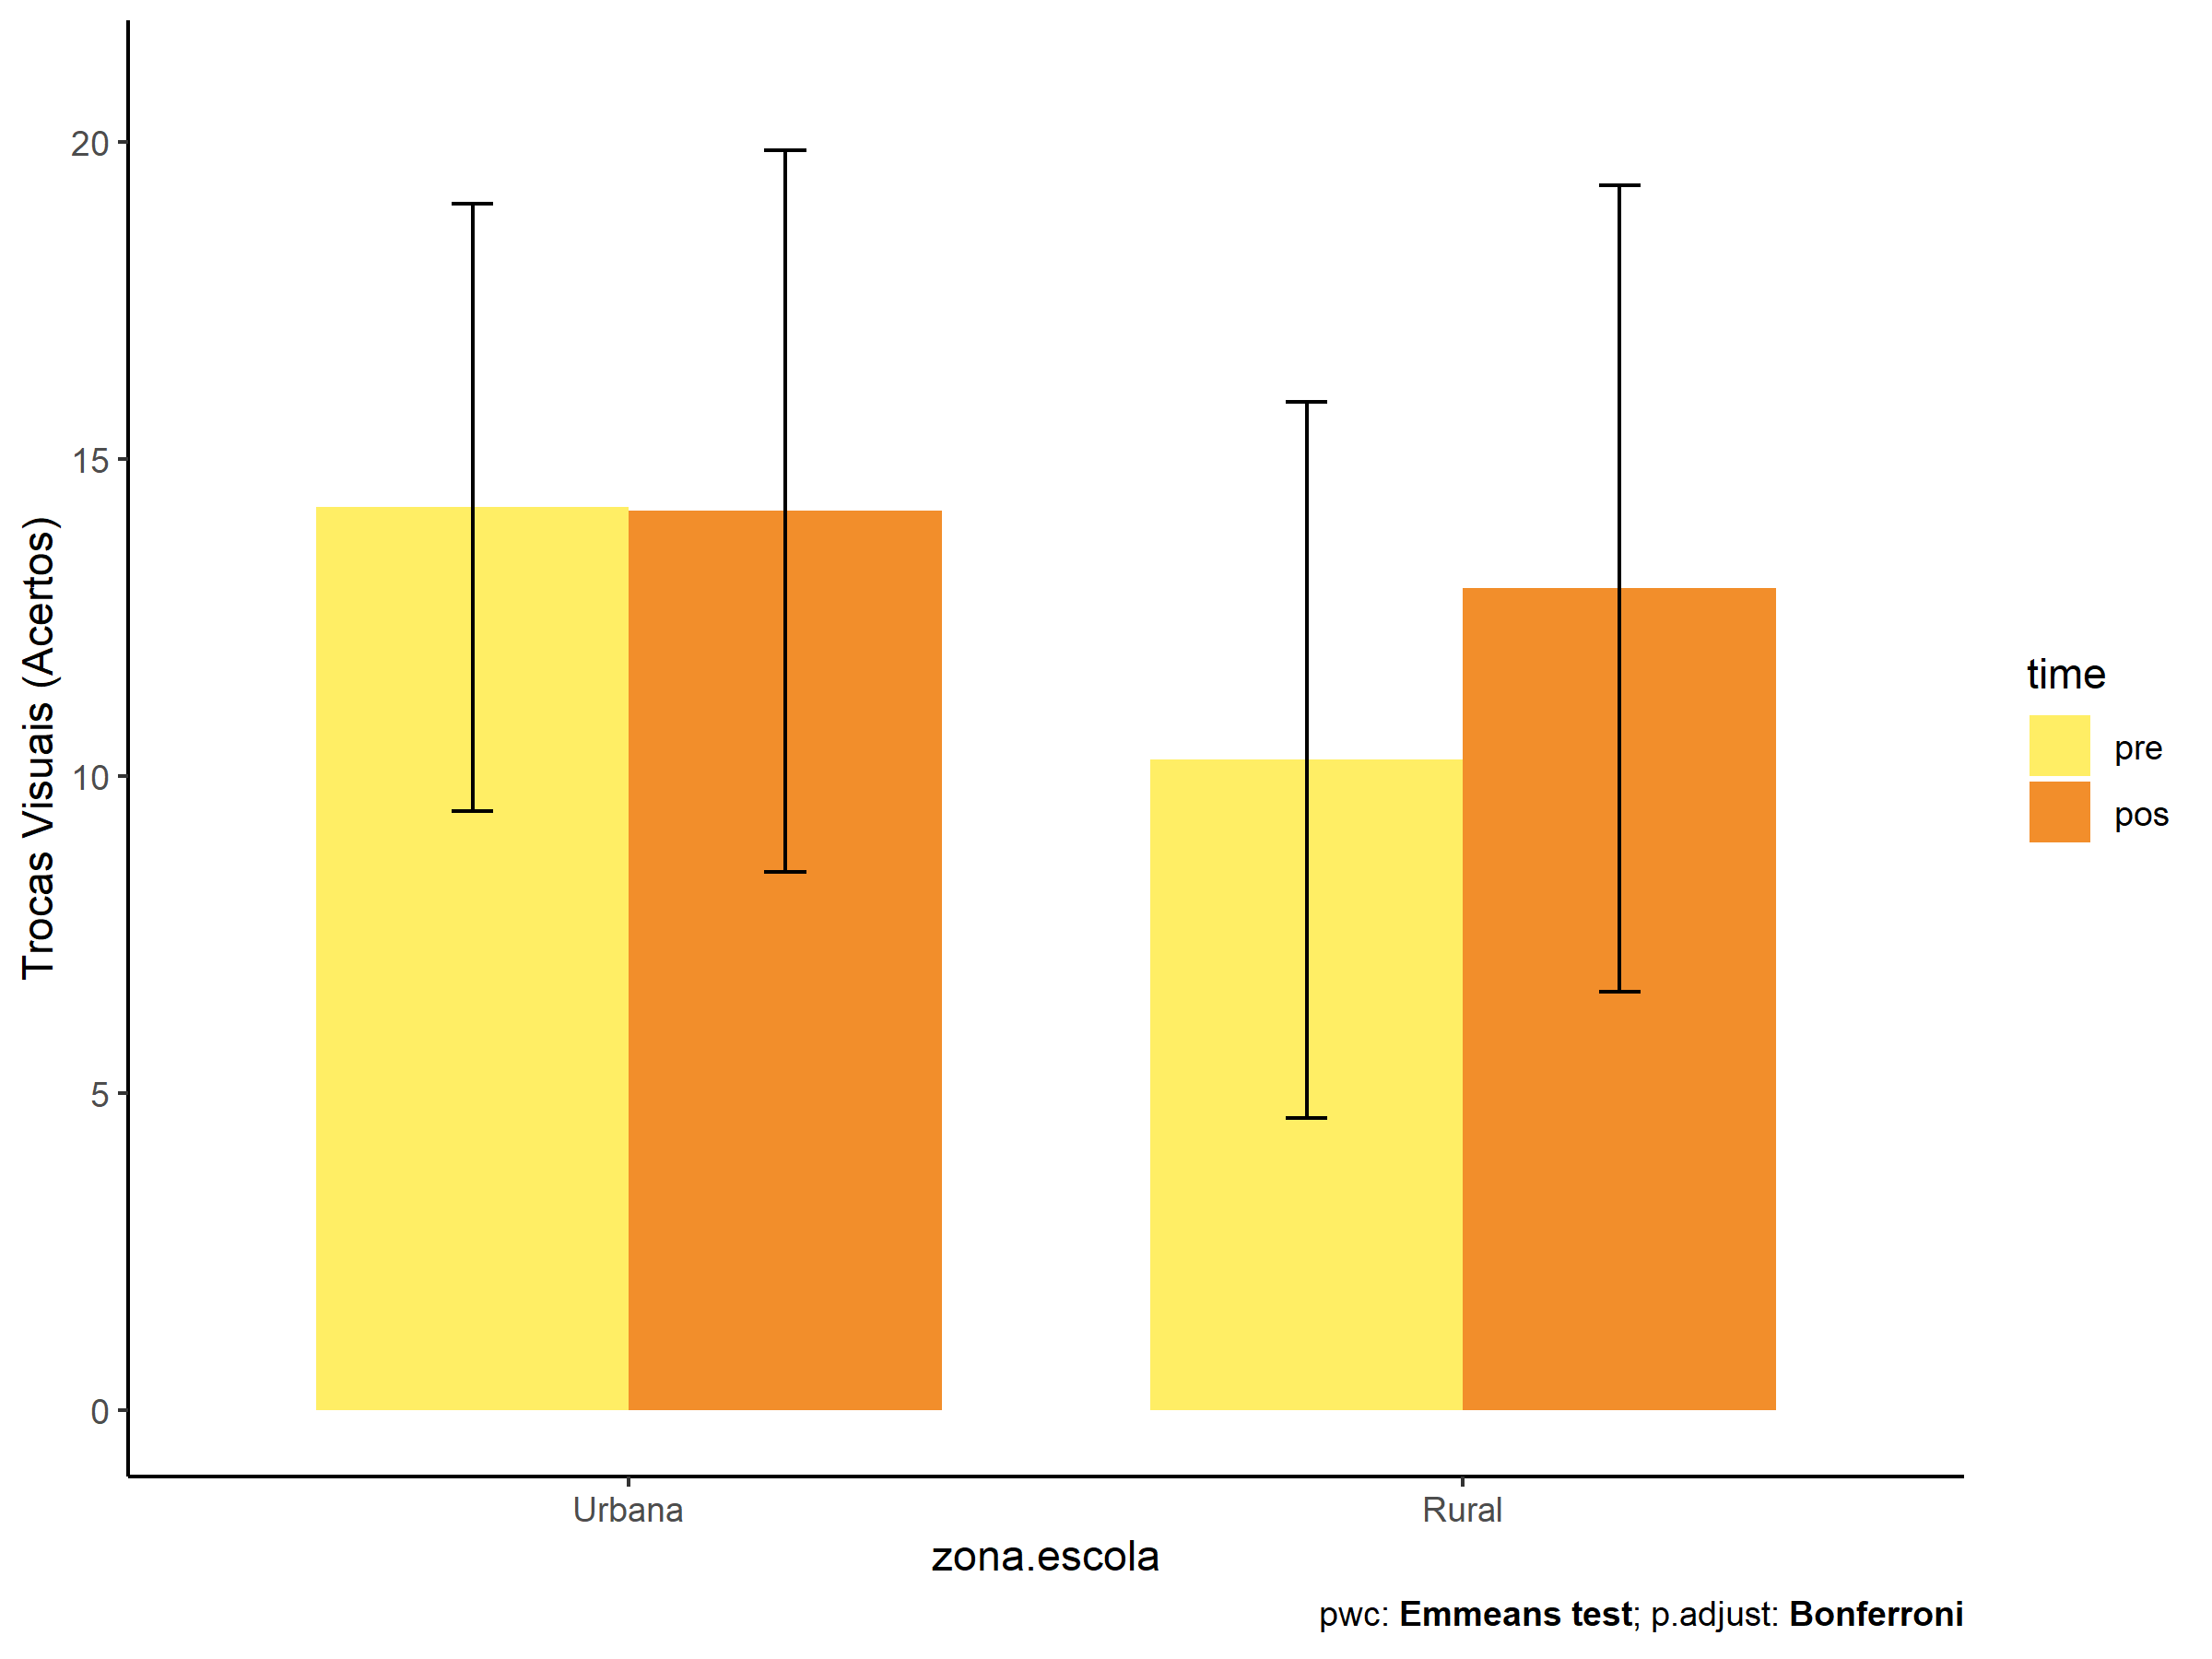 Trocas Visuais (Acertos)
20
15
10
5
0
Urbana
Rural
zona.escola
time
pre
pos
pwc: Emmeans test; p.adjust: Bonferroni